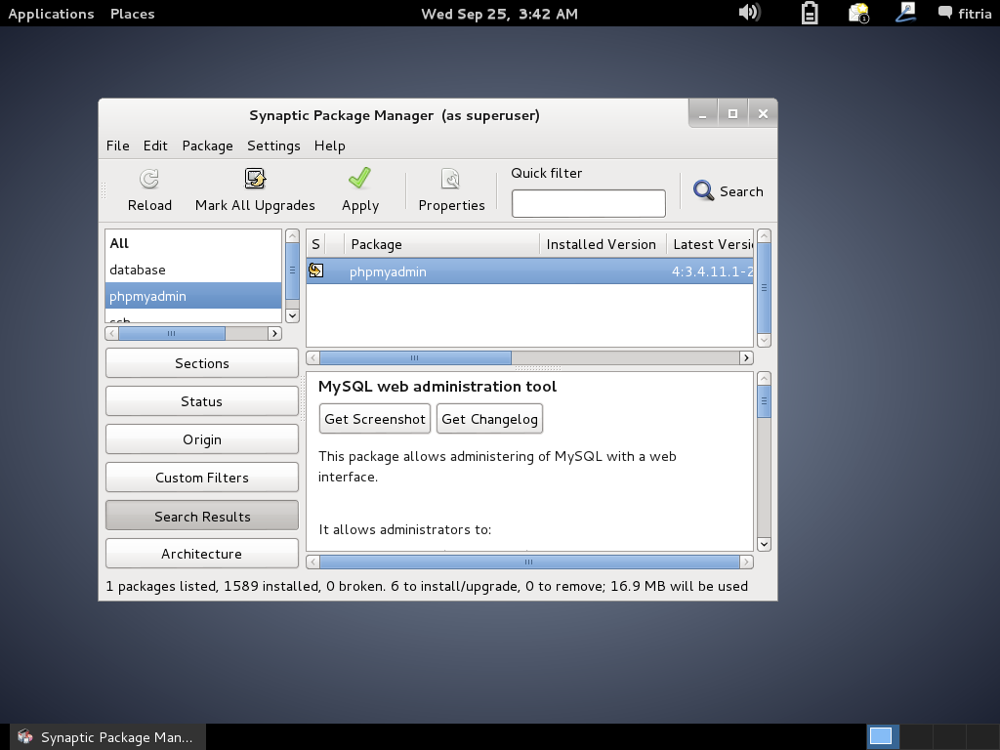 Applications Places Wed Sep 25, 3:42 AM 1 fitria
Synaptic Package Manager (as superuser)
File Edit Package Settings Help
Reload Mark All Upgrades Apply Properties Quick filter Search
All
database
phpmyadmin
ssh
S Package Installed Version Latest Versi
phpmyadmin 4:3.4.11.1-2
Sections
Status
Origin
Custom Filters
Search Results
Architecture
MySQL web administration tool
Get Screenshot Get Changelog
This package allows administering of MySQL with a web
interface.
It allows administrators to:
1 packages listed, 1589 installed, 0 broken. 6 to install/upgrade, 0 to remove; 16.9 MB will be used
Synaptic Package Man...